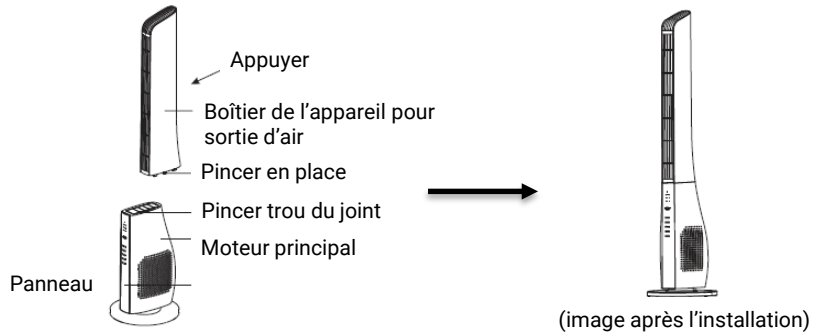 Appuyer
Boîtier de l’appareil pour
sortie d’air
Pincer en place
Pincer trou du joint
Moteur principal
Panneau
(image après l’installation)